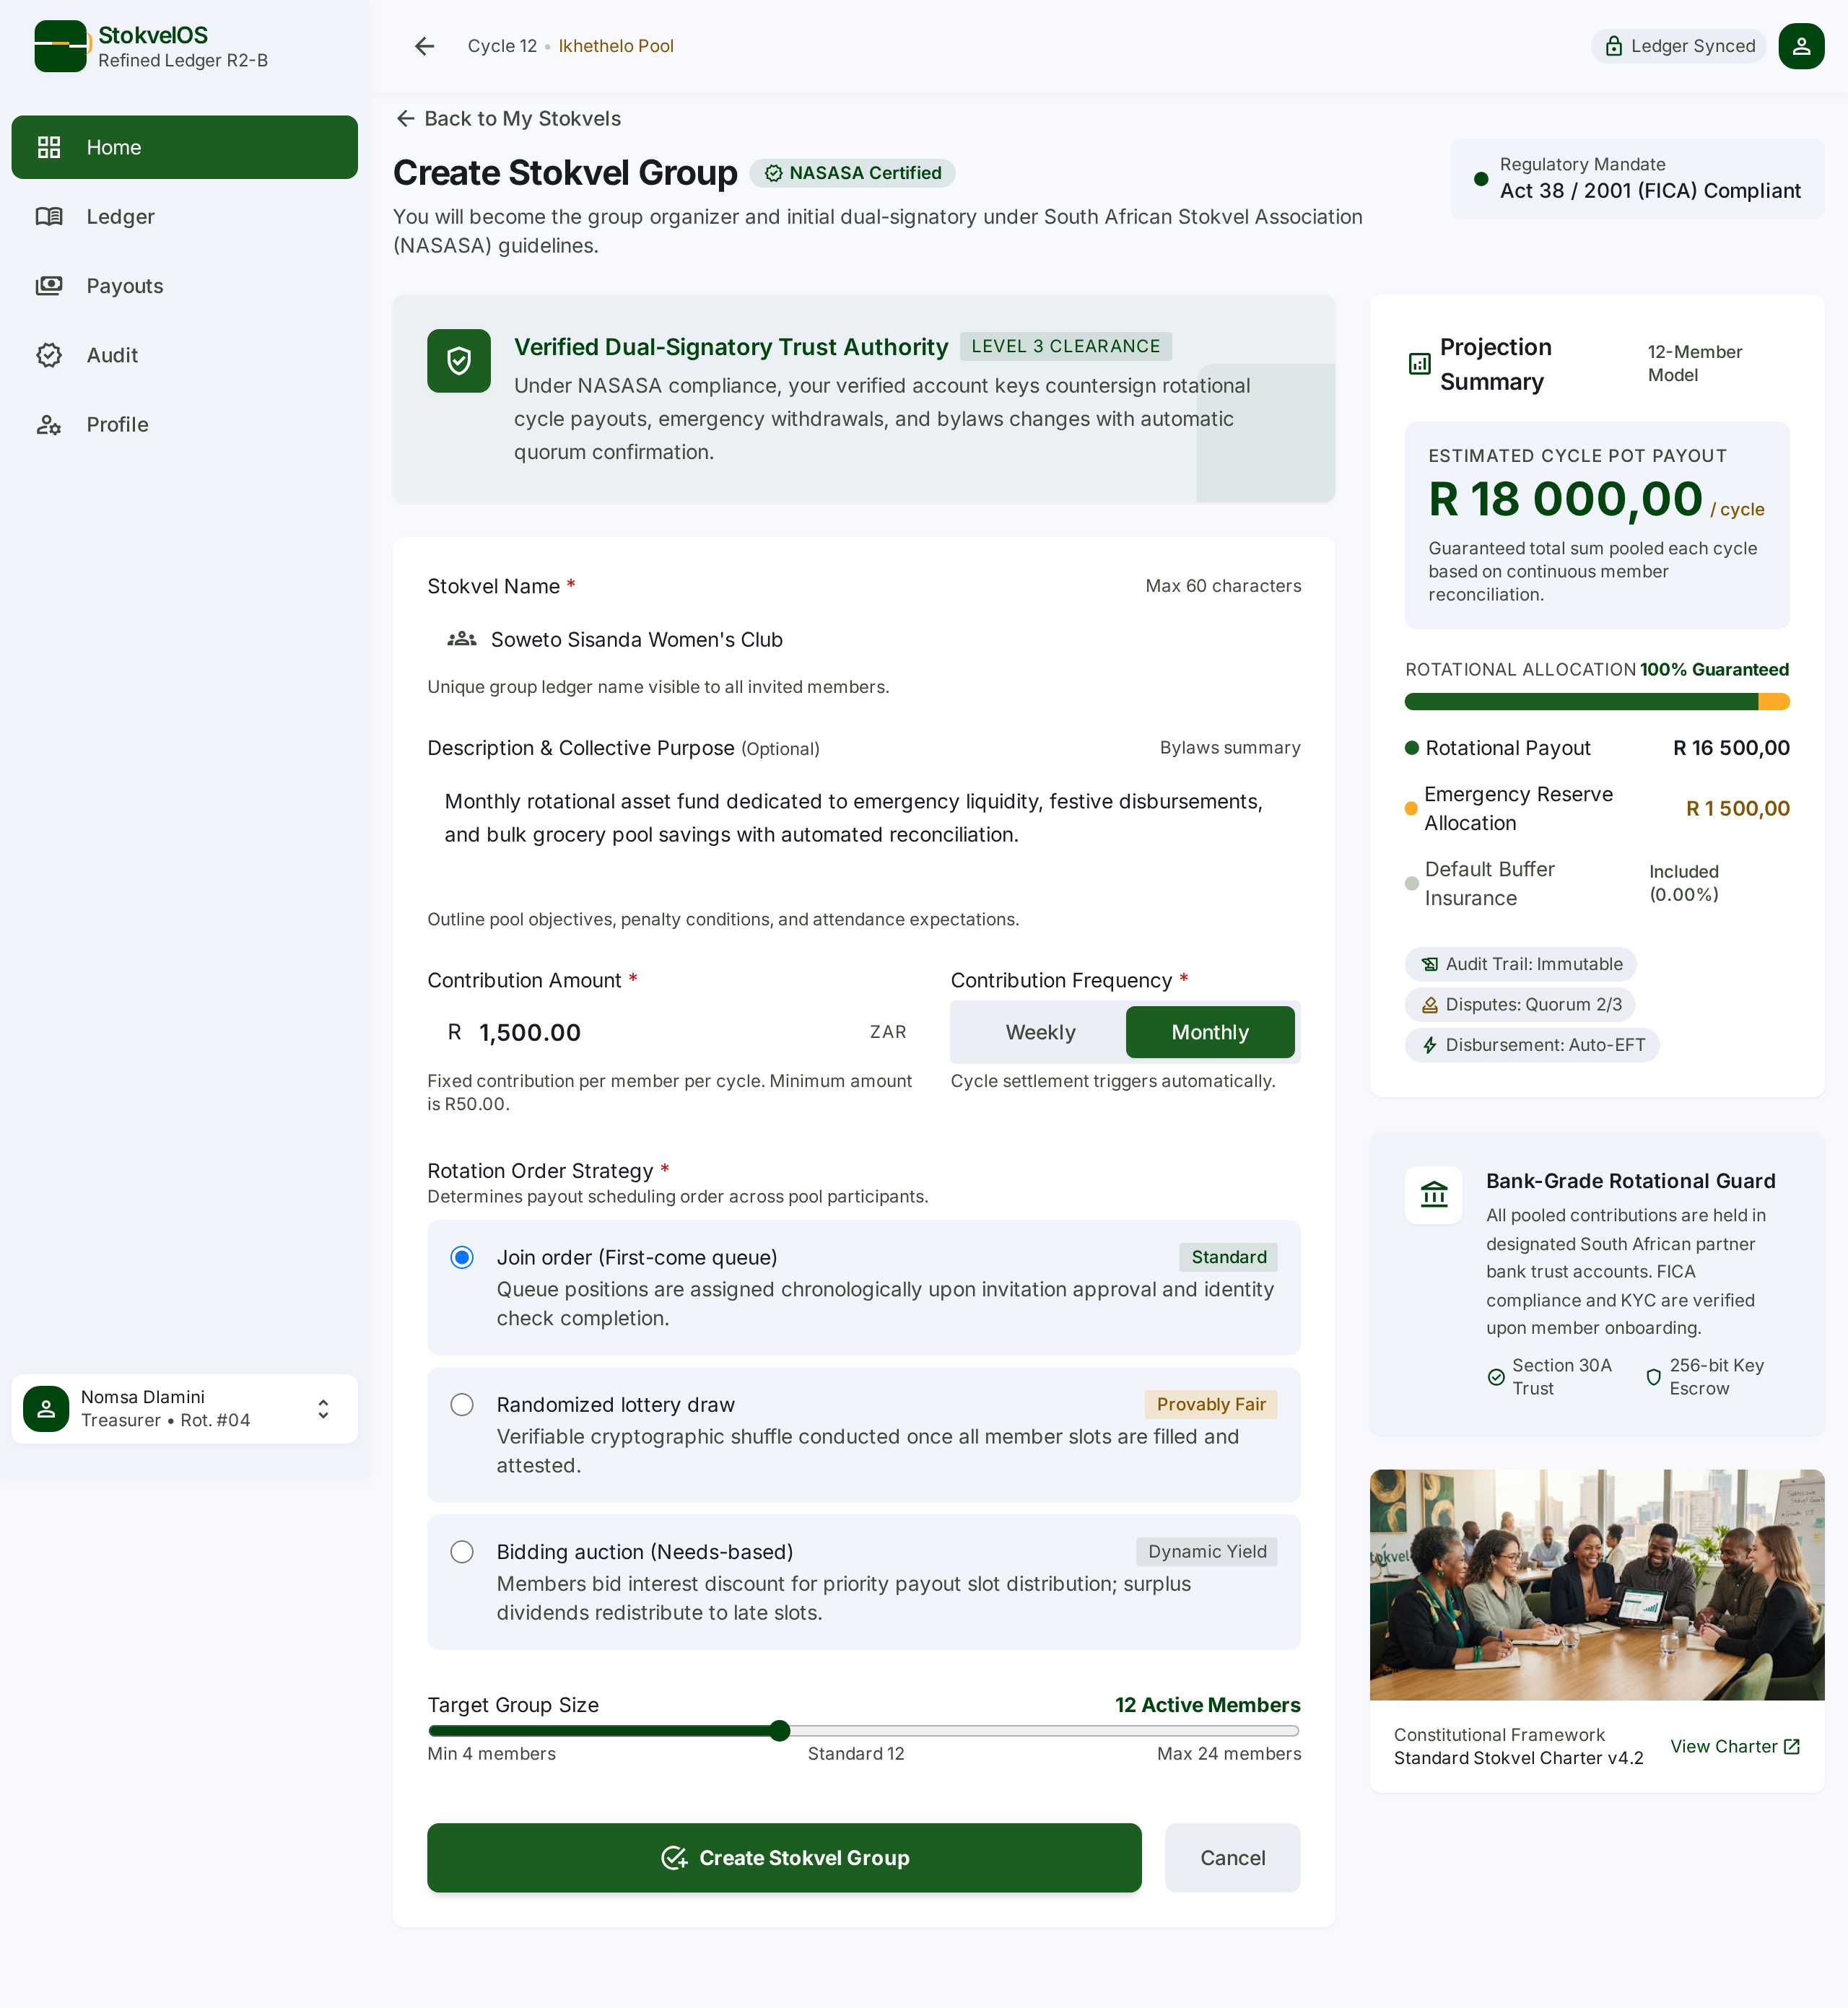 StokvelOS
Refined Ledger R2-B
Home
Ledger
Payouts
Audit
Profile
Nomsa Dlamini
Treasurer • Rot. #04
Cycle 12 • Ikhethelo Pool
Ledger Synced
Back to My Stokvels
Create Stokvel Group
NASASA Certified
You will become the group organizer and initial dual-signatory under South African Stokvel Association
(NASASA) guidelines.
Regulatory Mandate
Act 38 / 2001 (FICA) Compliant
Verified Dual-Signatory Trust Authority
LEVEL 3 CLEARANCE
Under NASASA compliance, your verified account keys countersign rotational
cycle payouts, emergency withdrawals, and bylaws changes with automatic
quorum confirmation.
Stokvel Name *
Max 60 characters
Soweto Sisanda Women's Club
Unique group ledger name visible to all invited members.
Description & Collective Purpose (Optional)
Bylaws summary
Monthly rotational asset fund dedicated to emergency liquidity, festive disbursements,
and bulk grocery pool savings with automated reconciliation.
Outline pool objectives, penalty conditions, and attendance expectations.
Contribution Amount *
R 1,500.00 ZAR
Fixed contribution per member per cycle. Minimum amount
is R50.00.
Contribution Frequency *
Weekly
Monthly
Cycle settlement triggers automatically.
Rotation Order Strategy *
Determines payout scheduling order across pool participants.
Join order (First-come queue)
Standard
Queue positions are assigned chronologically upon invitation approval and identity
check completion.
Randomized lottery draw
Provably Fair
Verifiable cryptographic shuffle conducted once all member slots are filled and
attested.
Bidding auction (Needs-based)
Dynamic Yield
Members bid interest discount for priority payout slot distribution; surplus
dividends redistribute to late slots.
Target Group Size
12 Active Members
Min 4 members
Standard 12
Max 24 members
Create Stokvel Group
Cancel
Projection
Summary
12-Member
Model
ESTIMATED CYCLE POT PAYOUT
R 18 000,00 / cycle
Guaranteed total sum pooled each cycle
based on continuous member
reconciliation.
ROTATIONAL ALLOCATION 100% Guaranteed
Rotational Payout
R 16 500,00
Emergency Reserve
Allocation
R 1 500,00
Default Buffer
Insurance
Included
(0.00%)
Audit Trail: Immutable
Disputes: Quorum 2/3
Disbursement: Auto-EFT
Bank-Grade Rotational Guard
All pooled contributions are held in
designated South African partner
bank trust accounts. FICA
compliance and KYC are verified
upon member onboarding.
Section 30A
Trust
256-bit Key
Escrow
Constitutional Framework
Standard Stokvel Charter v4.2
View Charter